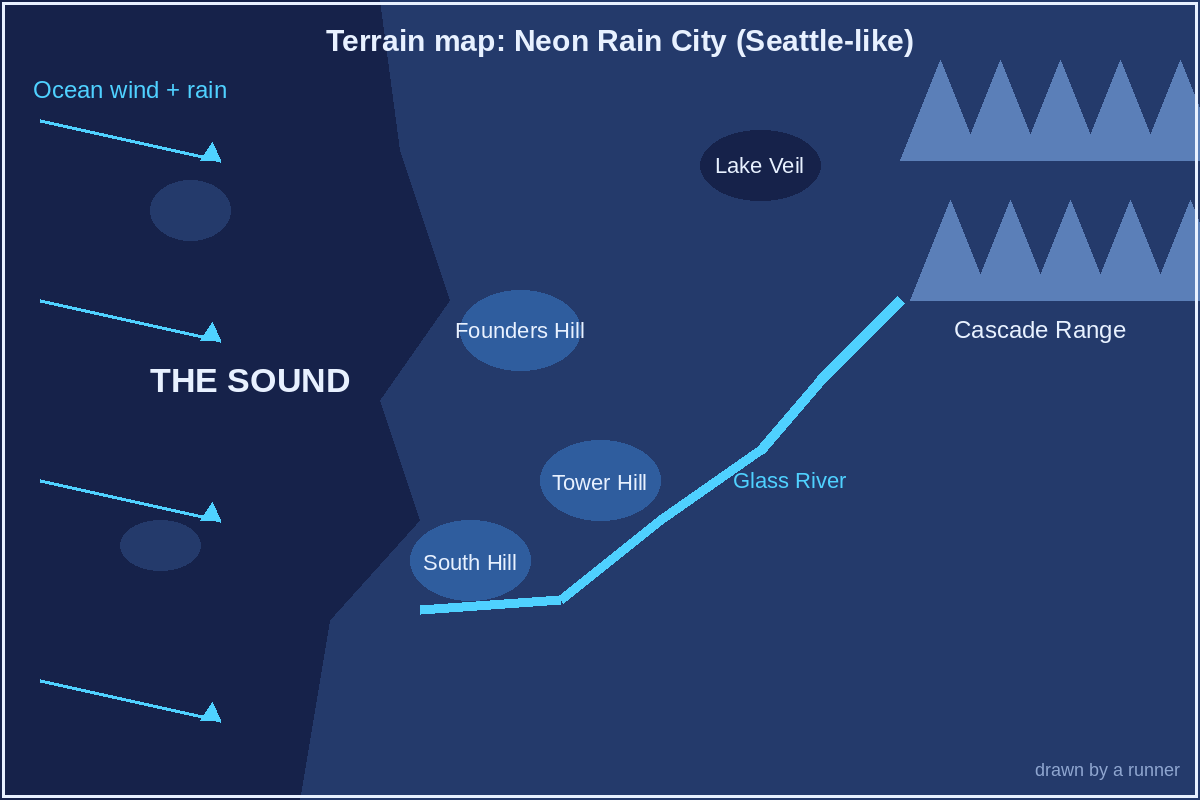 Terrain map: Neon Rain City (Seattle-like)
Ocean wind + rain
Lake Veil
Founders Hill
Cascade Range
THE SOUND
Tower Hill
Glass River
South Hill
drawn by a runner